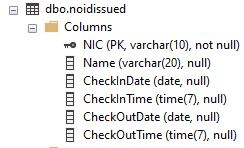 dbo.noidissued
Columns
NIC (PK, varchar(10), not null)
Name (varchar(20), null)
CheckInDate (date, null)
CheckInTime (time(7), null)
CheckOutDate (date, null)
CheckOutTime (time(7), null)